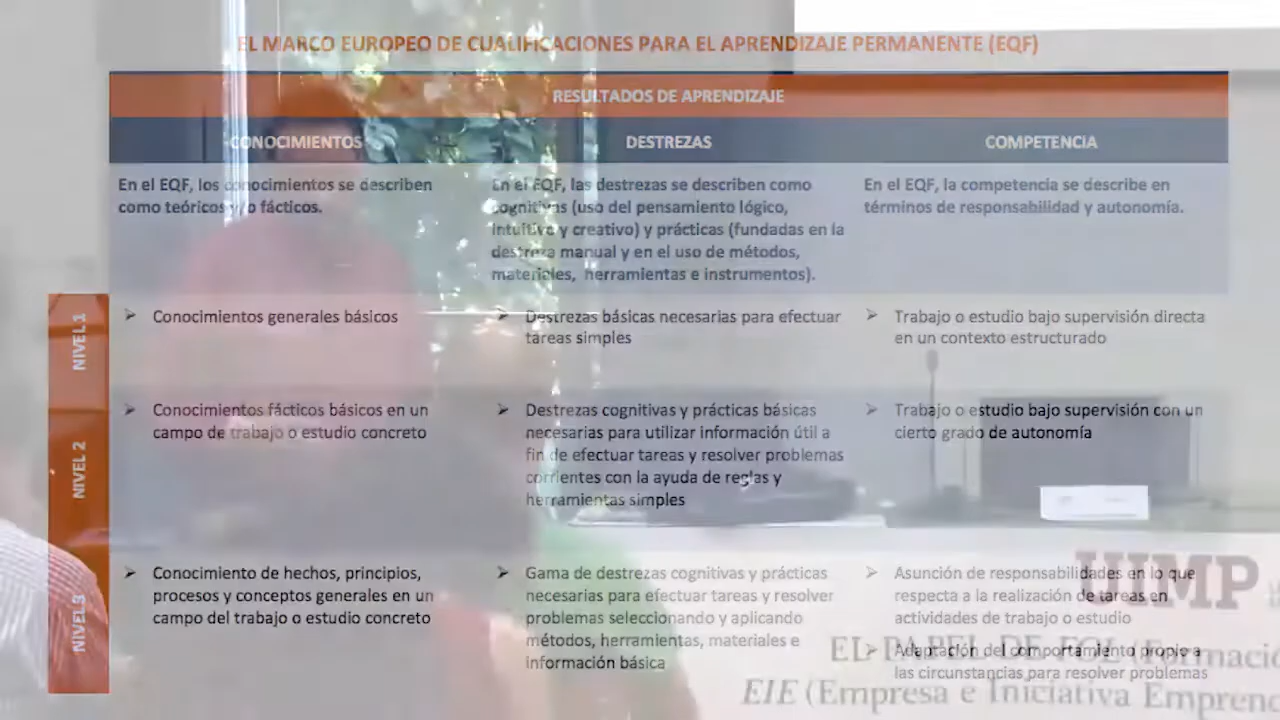 EL MARCO EUROPEO DE CUALIFICACIONES PARA EL APRENDIZAJE PERMANENTE (EQF)
RESULTADOS DE APRENDIZAJE
CONOCIMIENTOS
DESTREZAS
COMPETENCIA
En el EQF, los conocimientos se describen
como teóricos y/o fácticos.
En el EQF, las destrezas se describen como
cognitivas (uso del pensamiento lógico,
intuitivo y creativo) y prácticas (fundadas en la
destreza manual y en el uso de métodos,
materiales, herramientas e instrumentos).
En el EQF, la competencia se describe en
términos de responsabilidad y autonomía.
NIVEL 1
➢ Conocimientos generales básicos
➢ Destrezas básicas necesarias para efectuar
tareas simples
➢ Trabajo o estudio bajo supervisión directa
en un contexto estructurado
NIVEL 2
➢ Conocimientos fácticos básicos en un
campo de trabajo o estudio concreto
➢ Destrezas cognitivas y prácticas básicas
necesarias para utilizar información útil a
fin de efectuar tareas y resolver problemas
corrientes con la ayuda de reglas y
herramientas simples
➢ Trabajo o estudio bajo supervisión con un
cierto grado de autonomía
NIVEL 3
➢ Conocimiento de hechos, principios,
procesos y conceptos generales en un
campo del trabajo o estudio concreto
➢ Gama de destrezas cognitivas y prácticas
necesarias para efectuar tareas y resolver
problemas seleccionando y aplicando
métodos, herramientas, materiales e
información básica
➢ Asunción de responsabilidades en lo que
respecta a la realización de tareas en
actividades de trabajo o estudio
➢ Adaptación del comportamiento propio a
las circunstancias para resolver problemas
UIMP
EL PAPEL DE FOL (Formació
EIE (Empresa e Iniciativa Emprend